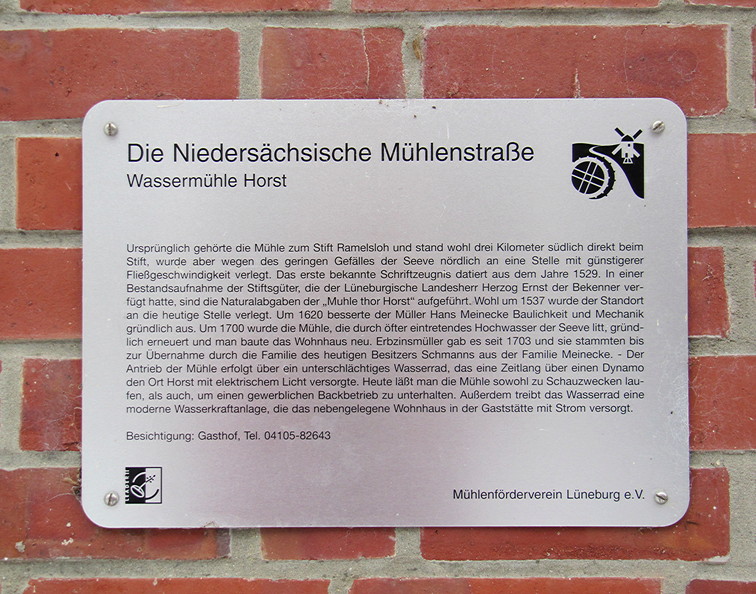 Die Niedersächsische Mühlenstraße
Wassermühle Horst
Ursprünglich gehörte die Mühle zum Stift Ramelsloh und stand wohl drei Kilometer südlich direkt beim
Stift, wurde aber wegen des geringen Gefälles der Seeve nördlich an eine Stelle mit günstigerer
Fließgeschwindigkeit verlegt. Das erste bekannte Schriftzeugnis datiert aus dem Jahre 1529. In einer
Bestandsaufnahme der Stiftsgüter, die der Lüneburgische Landesherr Herzog Ernst der Bekenner ver-
fügt hatte, sind die Naturalabgaben der „Muhle thor Horst“ aufgeführt. Wohl um 1537 wurde der Standort
an die heutige Stelle verlegt. Um 1620 besserte der Müller Hans Meinecke Baulichkeit und Mechanik
gründlich aus. Um 1700 wurde die Mühle, die durch öfter eintretendes Hochwasser der Seeve litt, gründ-
lich erneuert und man baute das Wohnhaus neu. Erbzinsmüller gab es seit 1703 und sie stammten bis
zur Übernahme durch die Familie des heutigen Besitzers Schmanns aus der Familie Meinecke. - Der
Antrieb der Mühle erfolgt über ein unterschlächtiges Wasserrad, das eine Zeitlang über einen Dynamo
den Ort Horst mit elektrischem Licht versorgte. Heute läßt man die Mühle sowohl zu Schauzwecken lau-
fen, als auch, um einen gewerblichen Backbetrieb zu unterhalten. Außerdem treibt das Wasserrad eine
moderne Wasserkraftanlage, die das nebengelegene Wohnhaus in der Gaststätte mit Strom versorgt.
Besichtigung: Gasthof, Tel. 04105-82643
Mühlenförderverein Lüneburg e.V.